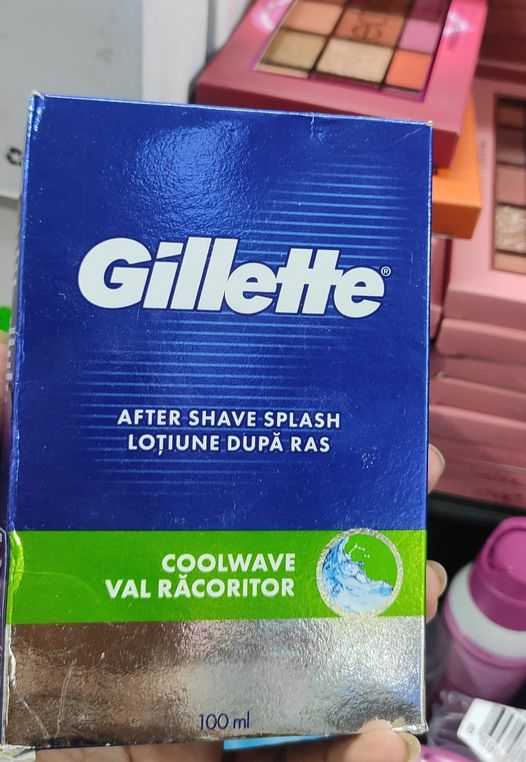 Gillette®
AFTER SHAVE SPLASH
LOȚIUNE DUPĂ RAS
COOLWAVE
VAL RĂCORITOR
100 ml